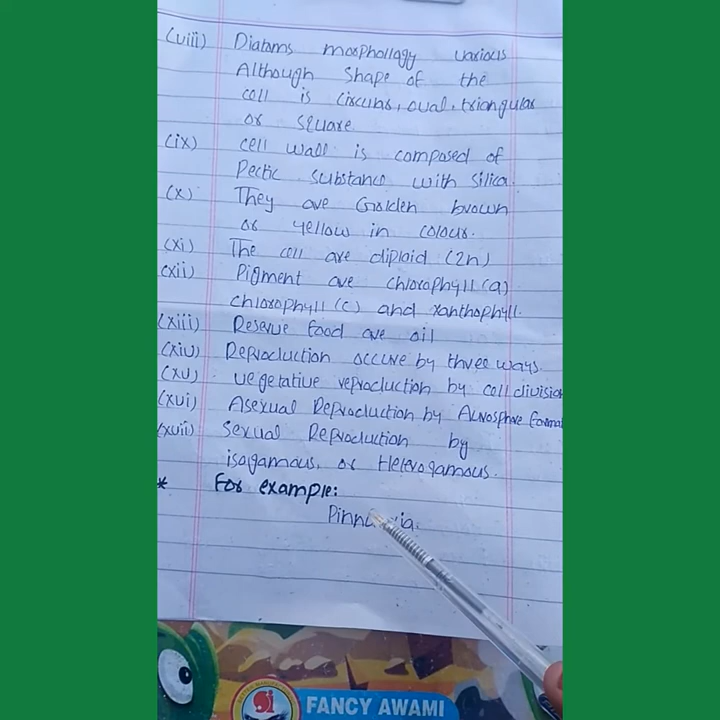 (viii) Diatoms morphollagy various
Although Shape of the
cell is circular, oval, triangular
or square
(ix) cell wall is composed of
Pectic substance with silica.
(x) They are Golden brown
or yellow in colour.
(xi) The cell are diploid (2n)
(xii) Pigment are chlorophyll (a)
chlorophyll (c) and xanthophyll.
(xiii) Reserve food are oil
(xiv) Reproduction occure by three ways.
(xv) vegetative reproduction by cell division
(xvi) Asexual Reproduction by
(xvii) Sexual Reproduction by
isogamous, or Heterogamous.
* For example:
FANCY AWAMI